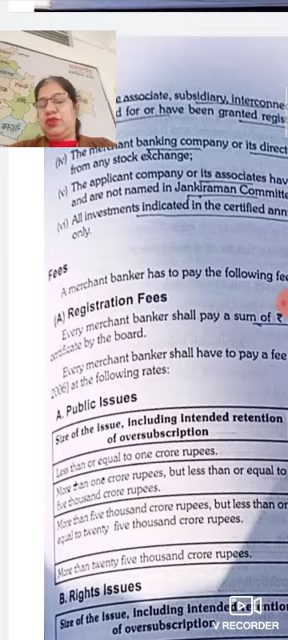 e associate, subsidiary, interconne
d for or have been granted regis
(iv) The merchant banking company or its direct
from any stock exchange;
(v) The applicant company or its associates hav
and are not named in Jankiraman Committe
(vi) All investments indicated in the certified ann
only.
Fees
A merchant banker has to pay the following fee
(A) Registration Fees
Every merchant banker shall pay a sum of ₹
certificate by the board.
Every merchant banker shall have to pay a fee
2006) at the following rates:
A. Public Issues
Size of the issue, including intended retention
of oversubscription
Less than or equal to one crore rupees.
More than one crore rupees, but less than or equal to
five thousand crore rupees.
More than five thousand crore rupees, but less than or
equal to twenty five thousand crore rupees.
More than twenty five thousand crore rupees.
B. Rights Issues
Size of the issue, including intended retentio
of oversubscription
V RECORDER